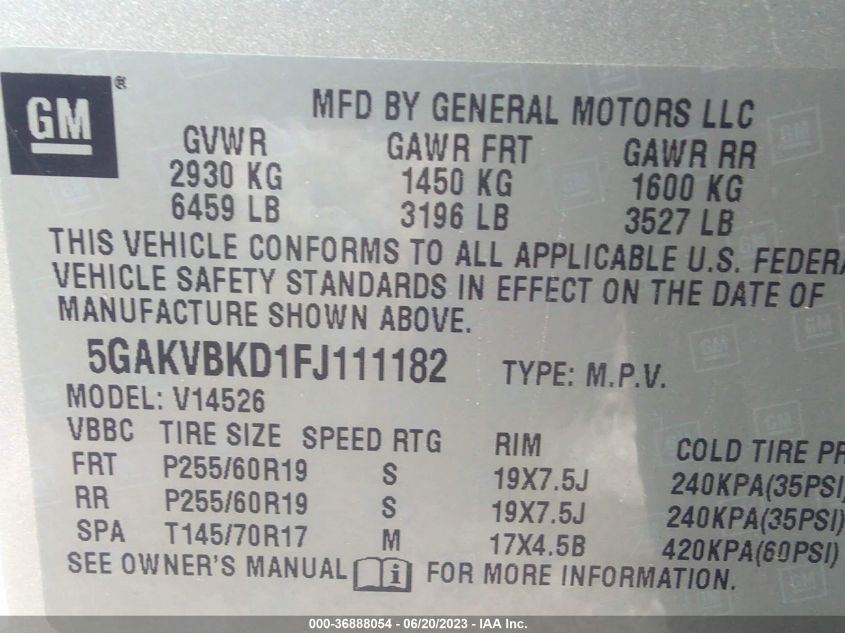 GM ®
MFD BY GENERAL MOTORS LLC
GVWR GAWR FRT GAWR RR
2930 KG 1450 KG 1600 KG
6459 LB 3196 LB 3527 LB
THIS VEHICLE CONFORMS TO ALL APPLICABLE U.S. FEDERA
VEHICLE SAFETY STANDARDS IN EFFECT ON THE DATE OF
MANUFACTURE SHOWN ABOVE.
5GAKVBKD1FJ111182 TYPE: M.P.V.
MODEL: V14526
VBBC TIRE SIZE SPEED RTG RIM COLD TIRE PR
FRT P255/60R19 S 19X7.5J 240KPA(35PSI)
RR P255/60R19 S 19X7.5J 240KPA(35PSI)
SPA T145/70R17 M 17X4.5B 420KPA(60PSI)
SEE OWNER'S MANUAL i FOR MORE INFORMATION.
000-36888054 - 06/20/2023 - IAA Inc.